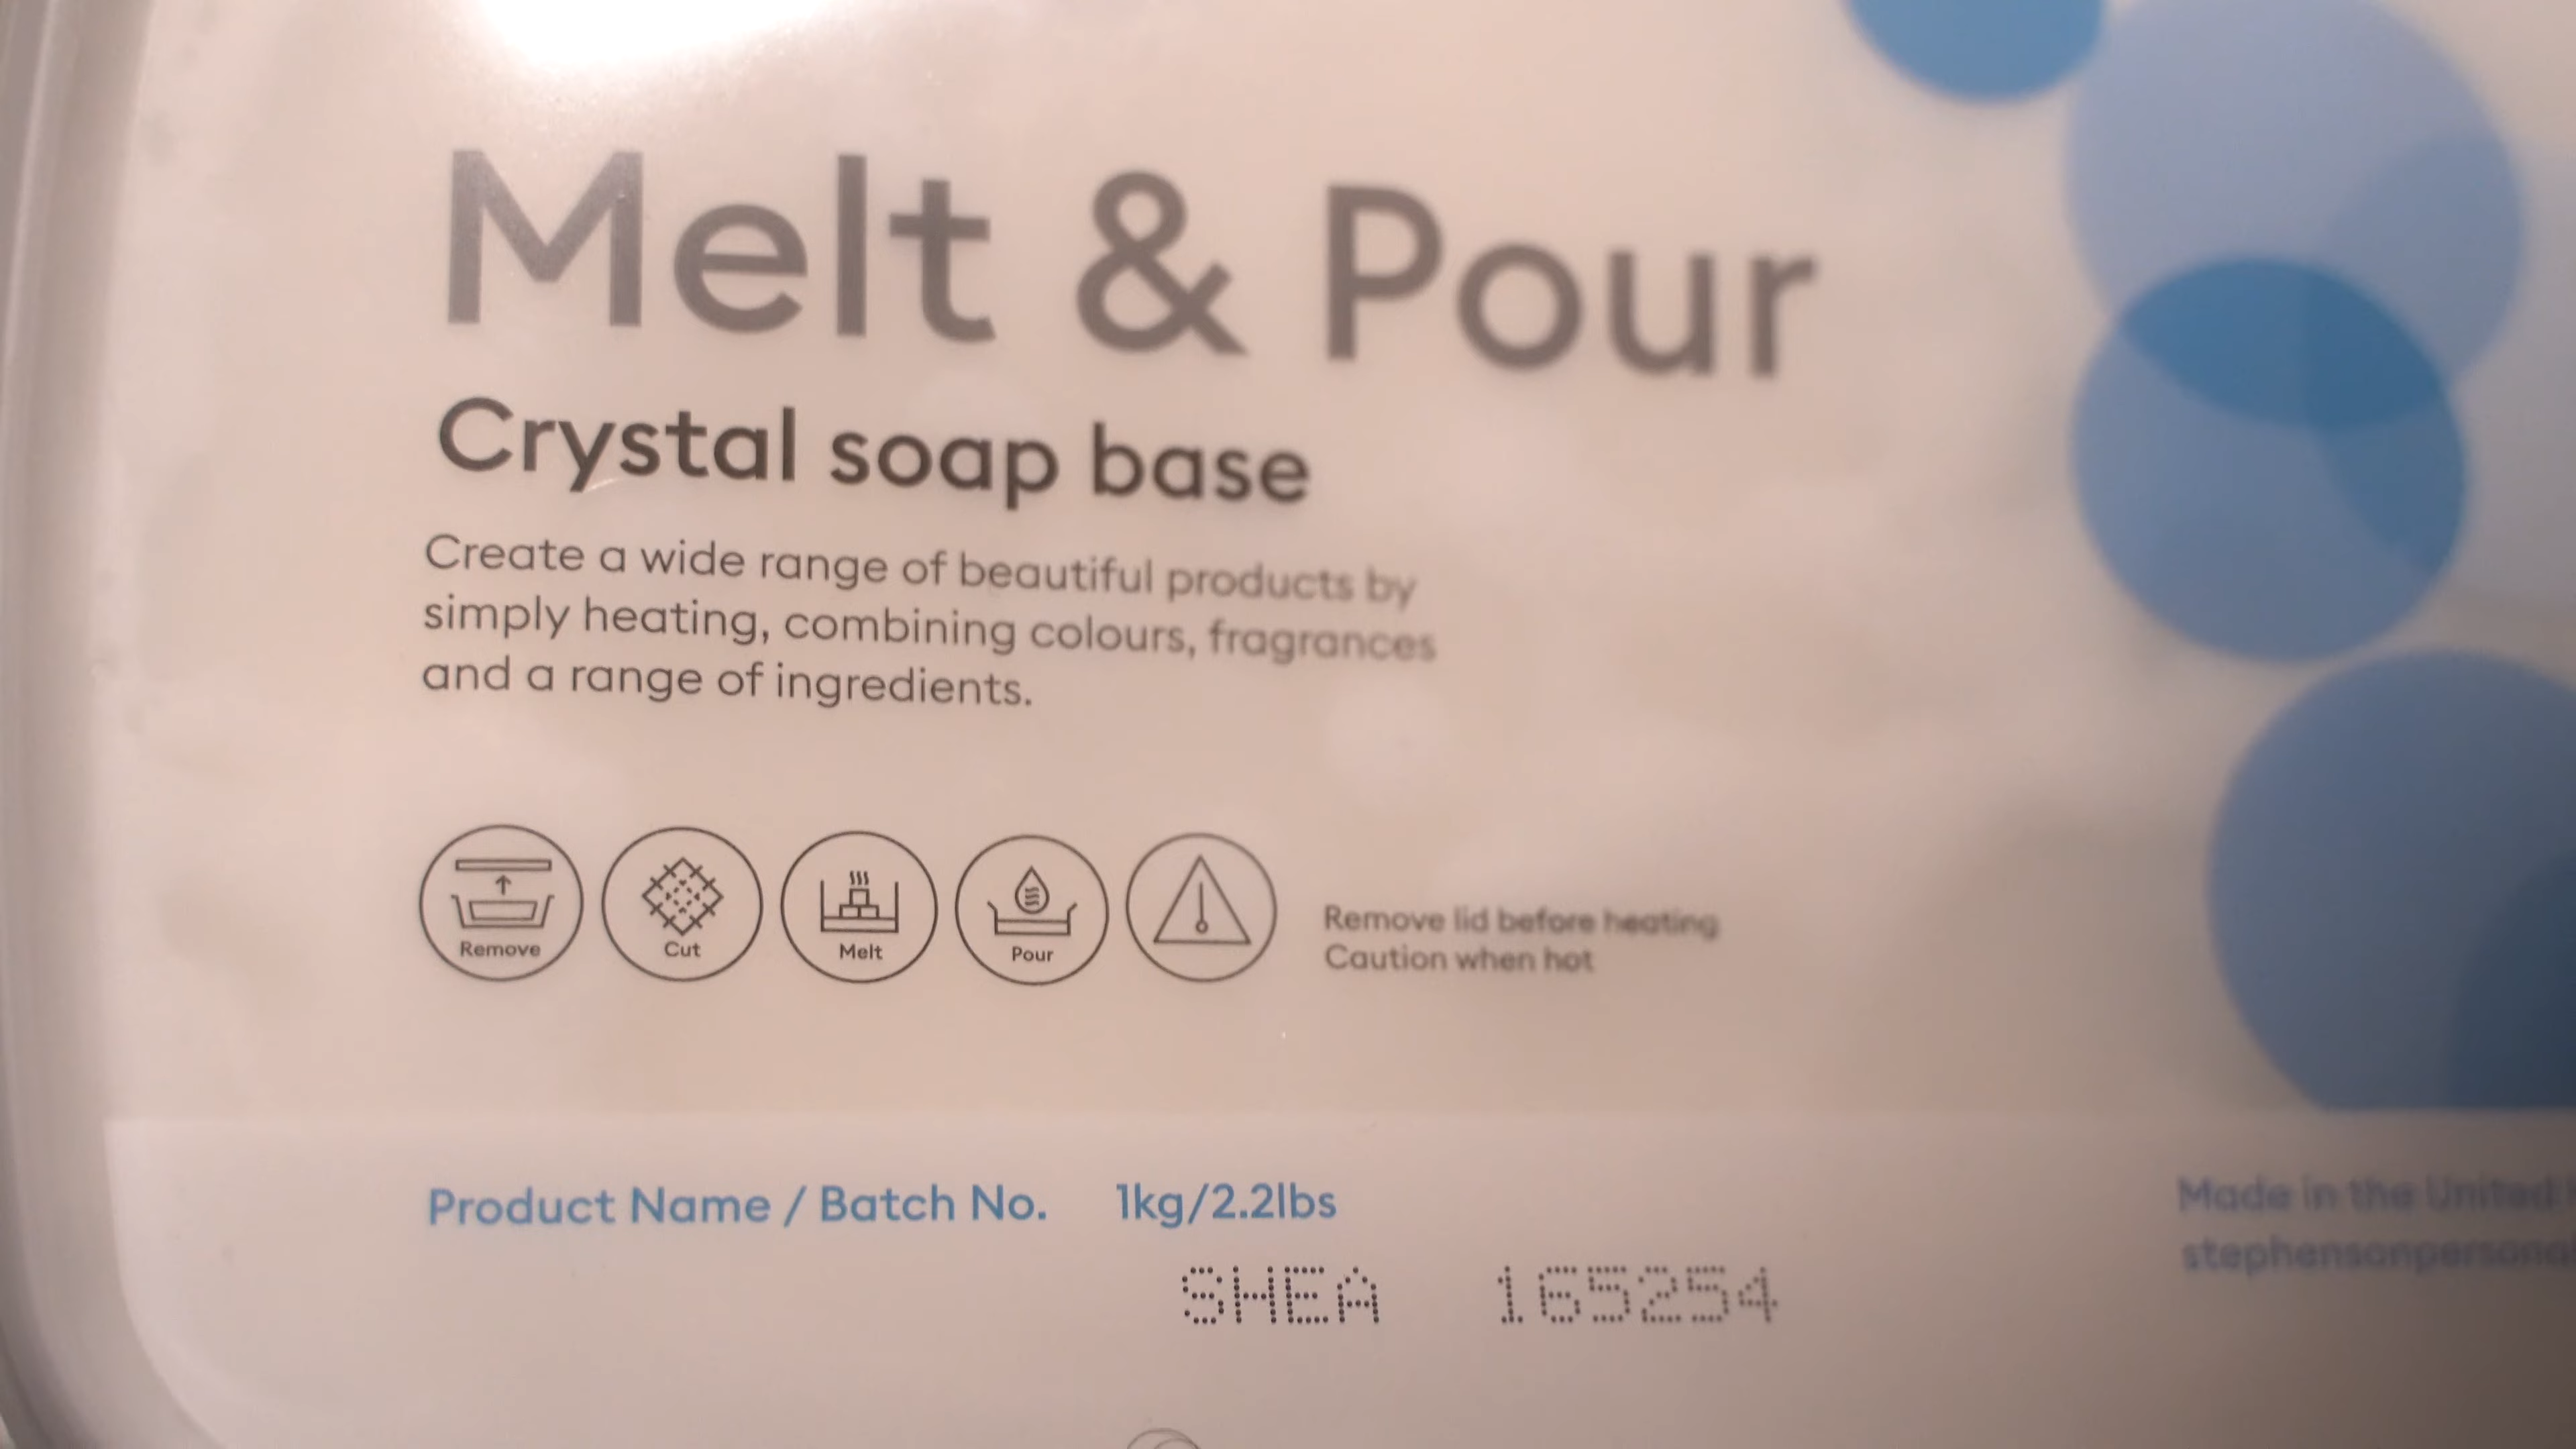 Melt & Pour
Crystal soap base
Create a wide range of beautiful products by
simply heating, combining colours, fragrances
and a range of ingredients.
Remove
Cut
Melt
Pour
Remove lid before heating
Caution when hot
Product Name / Batch No. 1kg/2.2lbs
SHEA 165254
Made in the United
stephensonpersonal